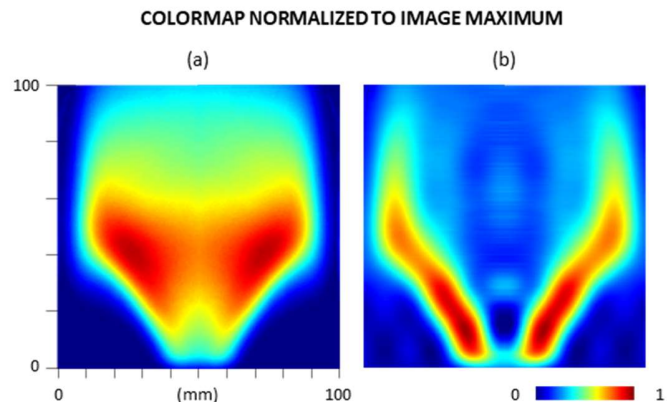 COLORMAP NORMALIZED TO IMAGE MAXIMUM
(a) (b)
100
0
0 (mm) 100 0 1